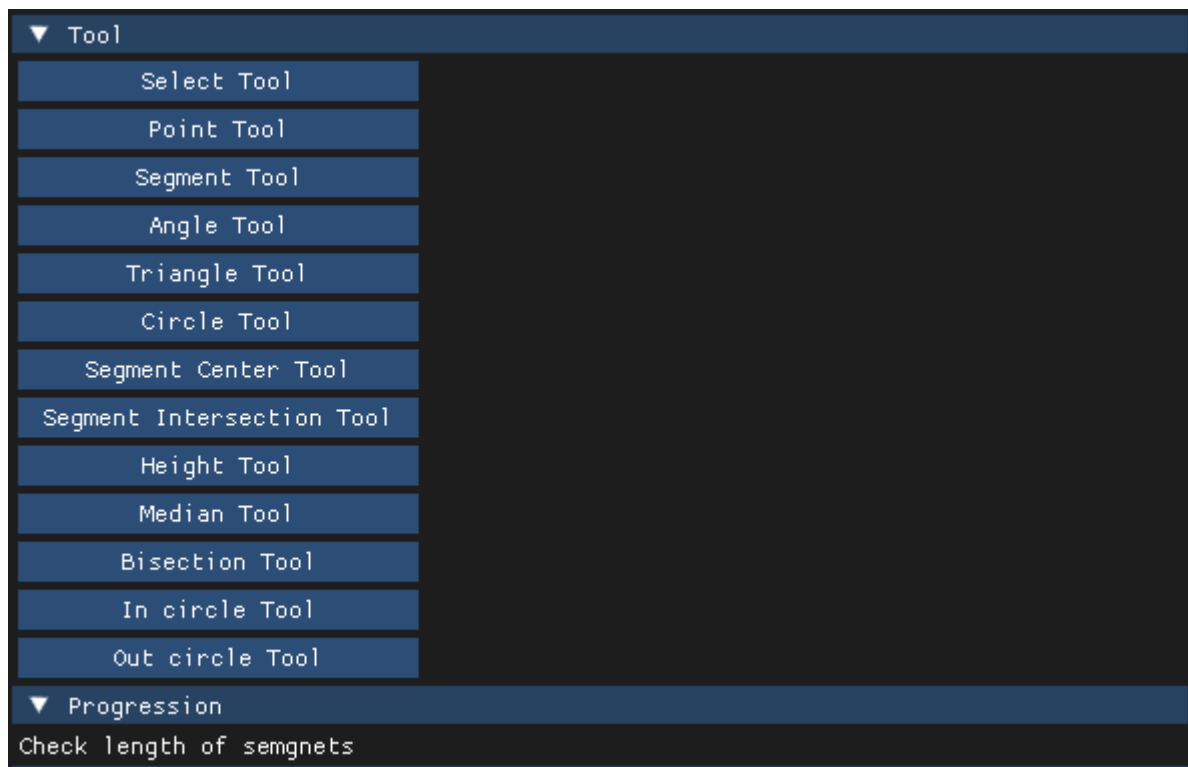 Tool
Select Tool
Point Tool
Segment Tool
Angle Tool
Triangle Tool
Circle Tool
Segment Center Tool
Segment Intersection Tool
Height Tool
Median Tool
Bisection Tool
In circle Tool
Out circle Tool
Progression
Check length of semgnets